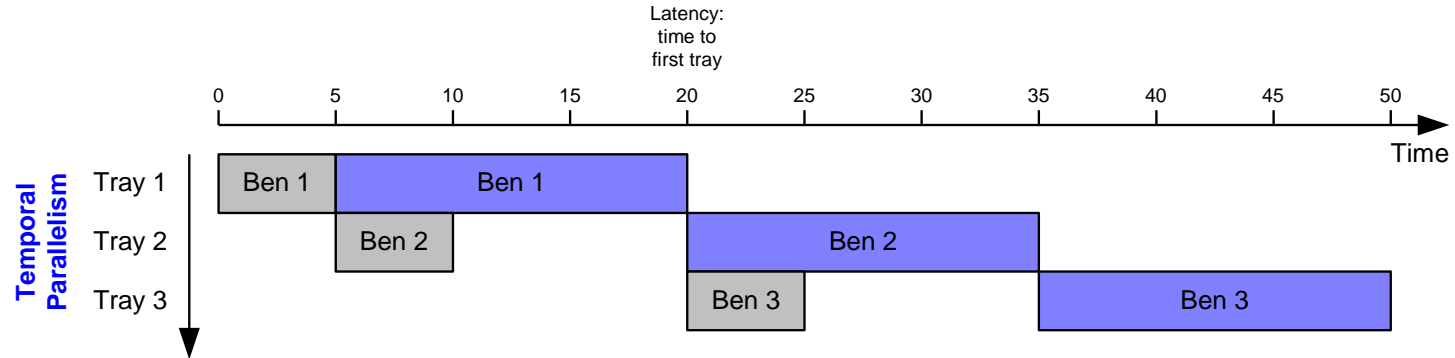 Latency:
time to
first tray
0 5 10 15 20 25 30 35 40 45 50
Time
Temporal
Parallelism
Tray 1 Ben 1 Ben 1
Tray 2 Ben 2 Ben 2
Tray 3 Ben 3 Ben 3